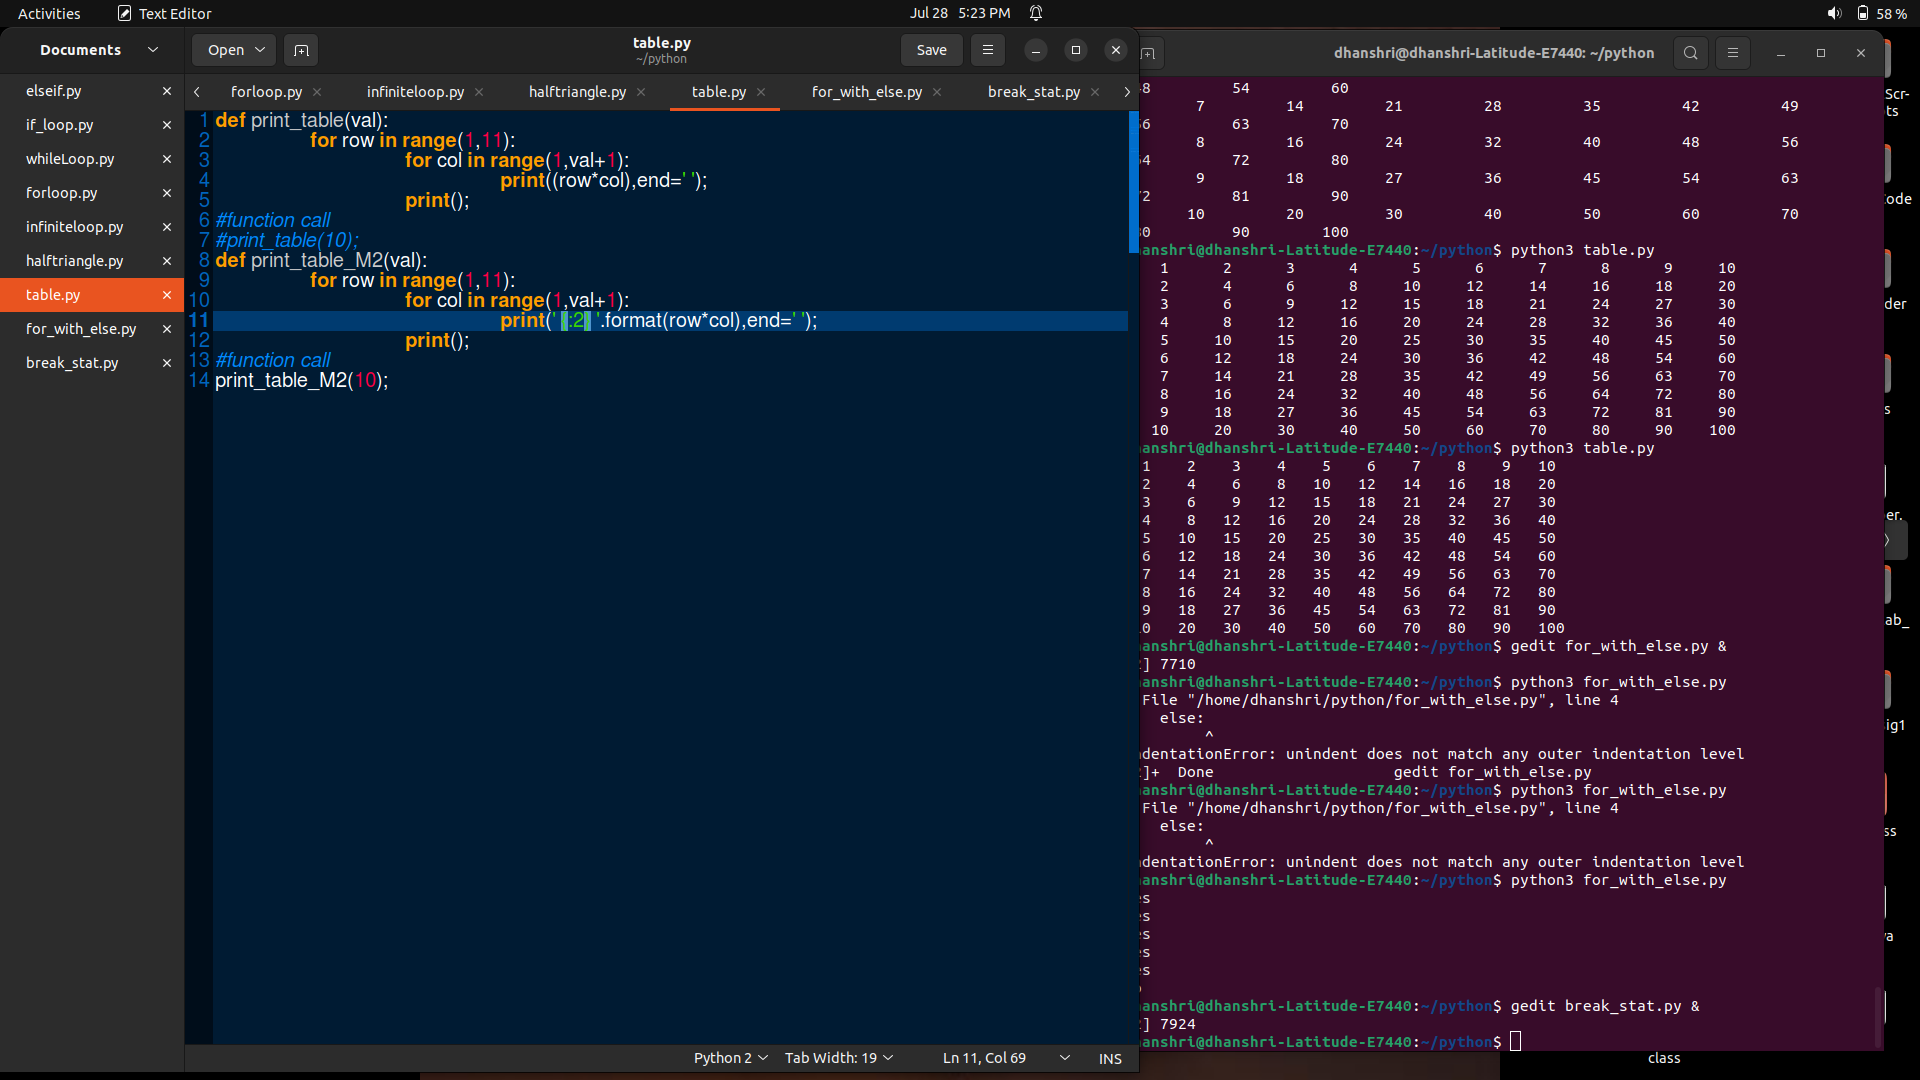 Activities Text Editor Jul 28 5:23 PM 58 %
Documents Open table.py ~/python Save
elseif.py
if_loop.py
whileLoop.py
forloop.py
infiniteloop.py
halftriangle.py
table.py
for_with_else.py
break_stat.py
forloop.py infiniteloop.py halftriangle.py table.py for_with_else.py break_stat.py
1 def print_table(val):
2 for row in range(1,11):
3 for col in range(1,val+1):
4 print((row*col),end=' ');
5 print();
6 #function call
7 #print_table(10);
8 def print_table_M2(val):
9 for row in range(1,11):
10 for col in range(1,val+1):
11 print(' {:2} '.format(row*col),end=' ');
12 print();
13 #function call
14 print_table_M2(10);
Python 2 Tab Width: 19 Ln 11, Col 69 INS
dhanshri@dhanshri-Latitude-E7440: ~/python
54 60
7 14 21 28 35 42 49
63 70
8 16 24 32 40 48 56
72 80
9 18 27 36 45 54 63
81 90
10 20 30 40 50 60 70
90 100
anshri@dhanshri-Latitude-E7440:~/python$ python3 table.py
1 2 3 4 5 6 7 8 9 10
2 4 6 8 10 12 14 16 18 20
3 6 9 12 15 18 21 24 27 30
4 8 12 16 20 24 28 32 36 40
5 10 15 20 25 30 35 40 45 50
6 12 18 24 30 36 42 48 54 60
7 14 21 28 35 42 49 56 63 70
8 16 24 32 40 48 56 64 72 80
9 18 27 36 45 54 63 72 81 90
10 20 30 40 50 60 70 80 90 100
anshri@dhanshri-Latitude-E7440:~/python$ python3 table.py
1 2 3 4 5 6 7 8 9 10
2 4 6 8 10 12 14 16 18 20
3 6 9 12 15 18 21 24 27 30
4 8 12 16 20 24 28 32 36 40
5 10 15 20 25 30 35 40 45 50
6 12 18 24 30 36 42 48 54 60
7 14 21 28 35 42 49 56 63 70
8 16 24 32 40 48 56 64 72 80
9 18 27 36 45 54 63 72 81 90
0 20 30 40 50 60 70 80 90 100
anshri@dhanshri-Latitude-E7440:~/python$ gedit for_with_else.py &
] 7710
anshri@dhanshri-Latitude-E7440:~/python$ python3 for_with_else.py
File "/home/dhanshri/python/for_with_else.py", line 4
else:
^
dentationError: unindent does not match any outer indentation level
]+ Done gedit for_with_else.py
anshri@dhanshri-Latitude-E7440:~/python$ python3 for_with_else.py
File "/home/dhanshri/python/for_with_else.py", line 4
else:
^
dentationError: unindent does not match any outer indentation level
anshri@dhanshri-Latitude-E7440:~/python$ python3 for_with_else.py
es
es
es
es
es
anshri@dhanshri-Latitude-E7440:~/python$ gedit break_stat.py &
] 7924
anshri@dhanshri-Latitude-E7440:~/python$
Scr-
ts
ode
der
s
er.
ab_
ig1
ss
va
class